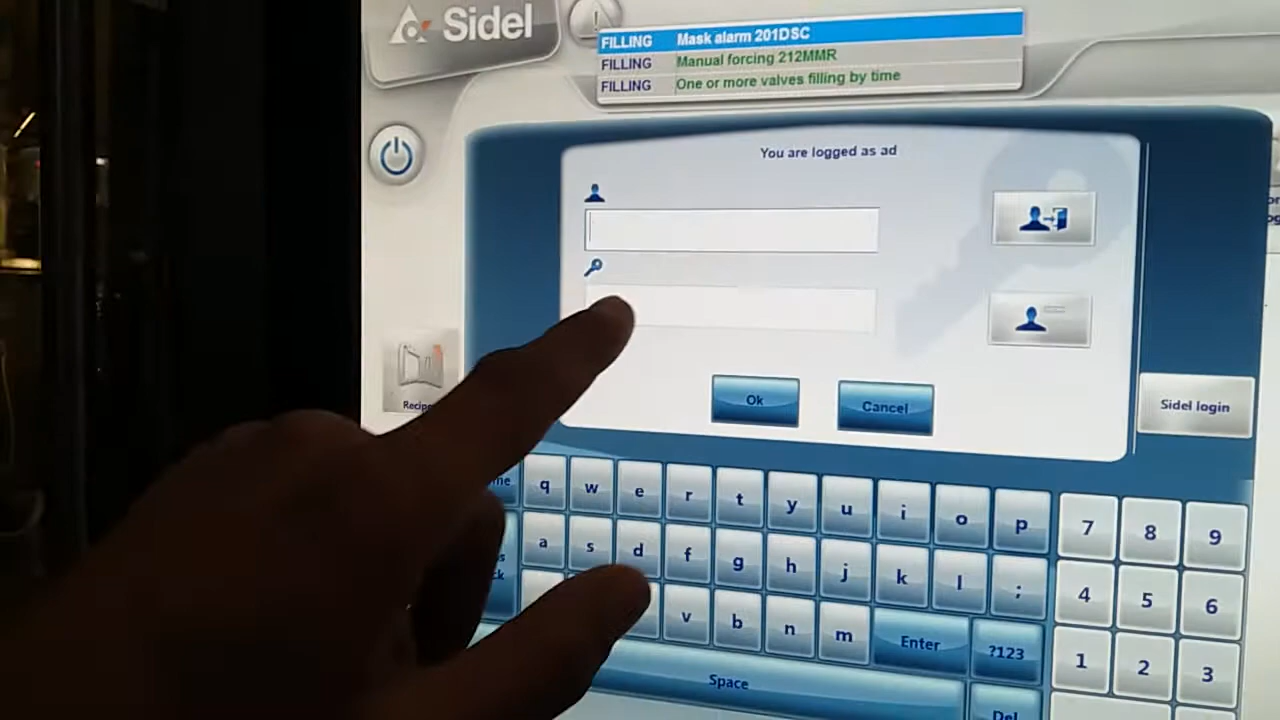 Sidel
FILLING Mask alarm 201DSC
FILLING Manual forcing 212MMR
FILLING One or more valves filling by time
You are logged as ad
Ok
Cancel
Sidel login
q w e r t y u i o p 7 8 9
a s d f g h j k l ; 4 5 6
v b n m Enter ?123 1 2 3
Space
Del